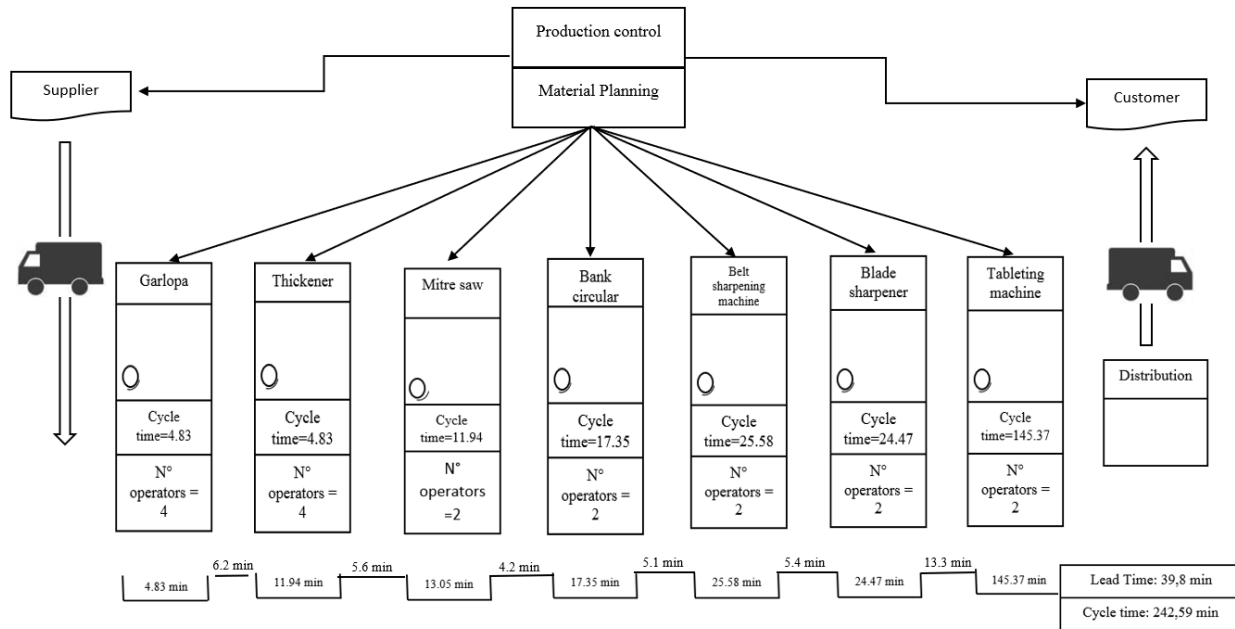 Production control
Material Planning
Supplier
Customer
Garlopa
Cycle
time=4.83
N°
operators =
4
Thickener
Cycle
time=4.83
N°
operators =
4
Mitre saw
Cycle
time=11.94
N°
operators
=2
Bank
circular
Cycle
time=17.35
N°
operators =
2
Belt
sharpening
machine
Cycle
time=25.58
N°
operators =
2
Blade
sharpener
Cycle
time=24.47
N°
operators =
2
Tableting
machine
Cycle
time=145.37
N°
operators =
2
Distribution
4.83 min
6.2 min
11.94 min
5.6 min
13.05 min
4.2 min
17.35 min
5.1 min
25.58 min
5.4 min
24.47 min
13.3 min
145.37 min
Lead Time: 39,8 min
Cycle time: 242,59 min